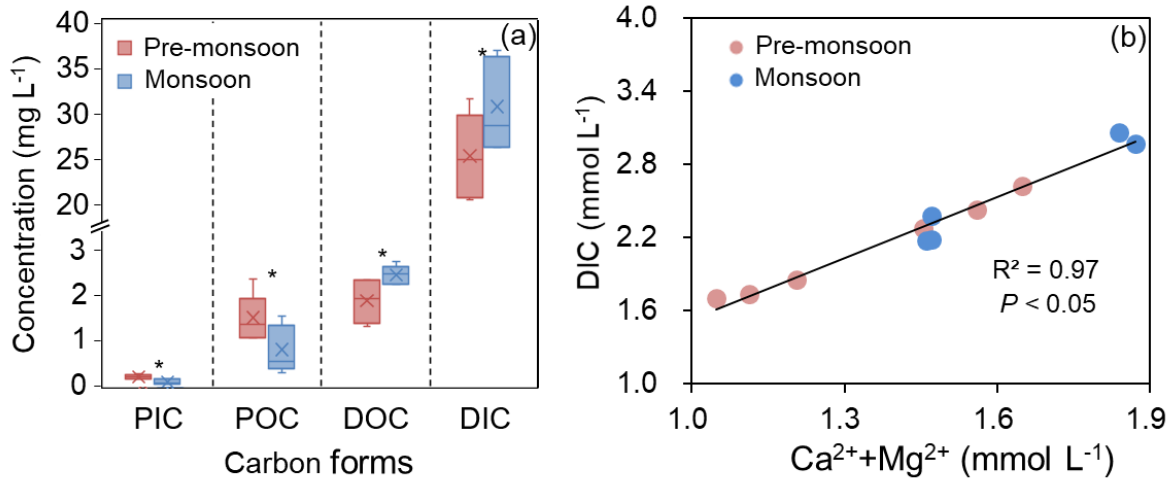 (a)
Pre-monsoon
Monsoon
Concentration (mg L⁻¹)
40
35
30
25
20
3
2
1
0
*
*
*
*
PIC
POC
DOC
DIC
Carbon forms
(b)
Pre-monsoon
Monsoon
DIC (mmol L⁻¹)
4.0
3.4
2.8
2.2
1.6
1.0
R² = 0.97
P < 0.05
1.0
1.3
1.6
1.9
Ca²⁺+Mg²⁺ (mmol L⁻¹)